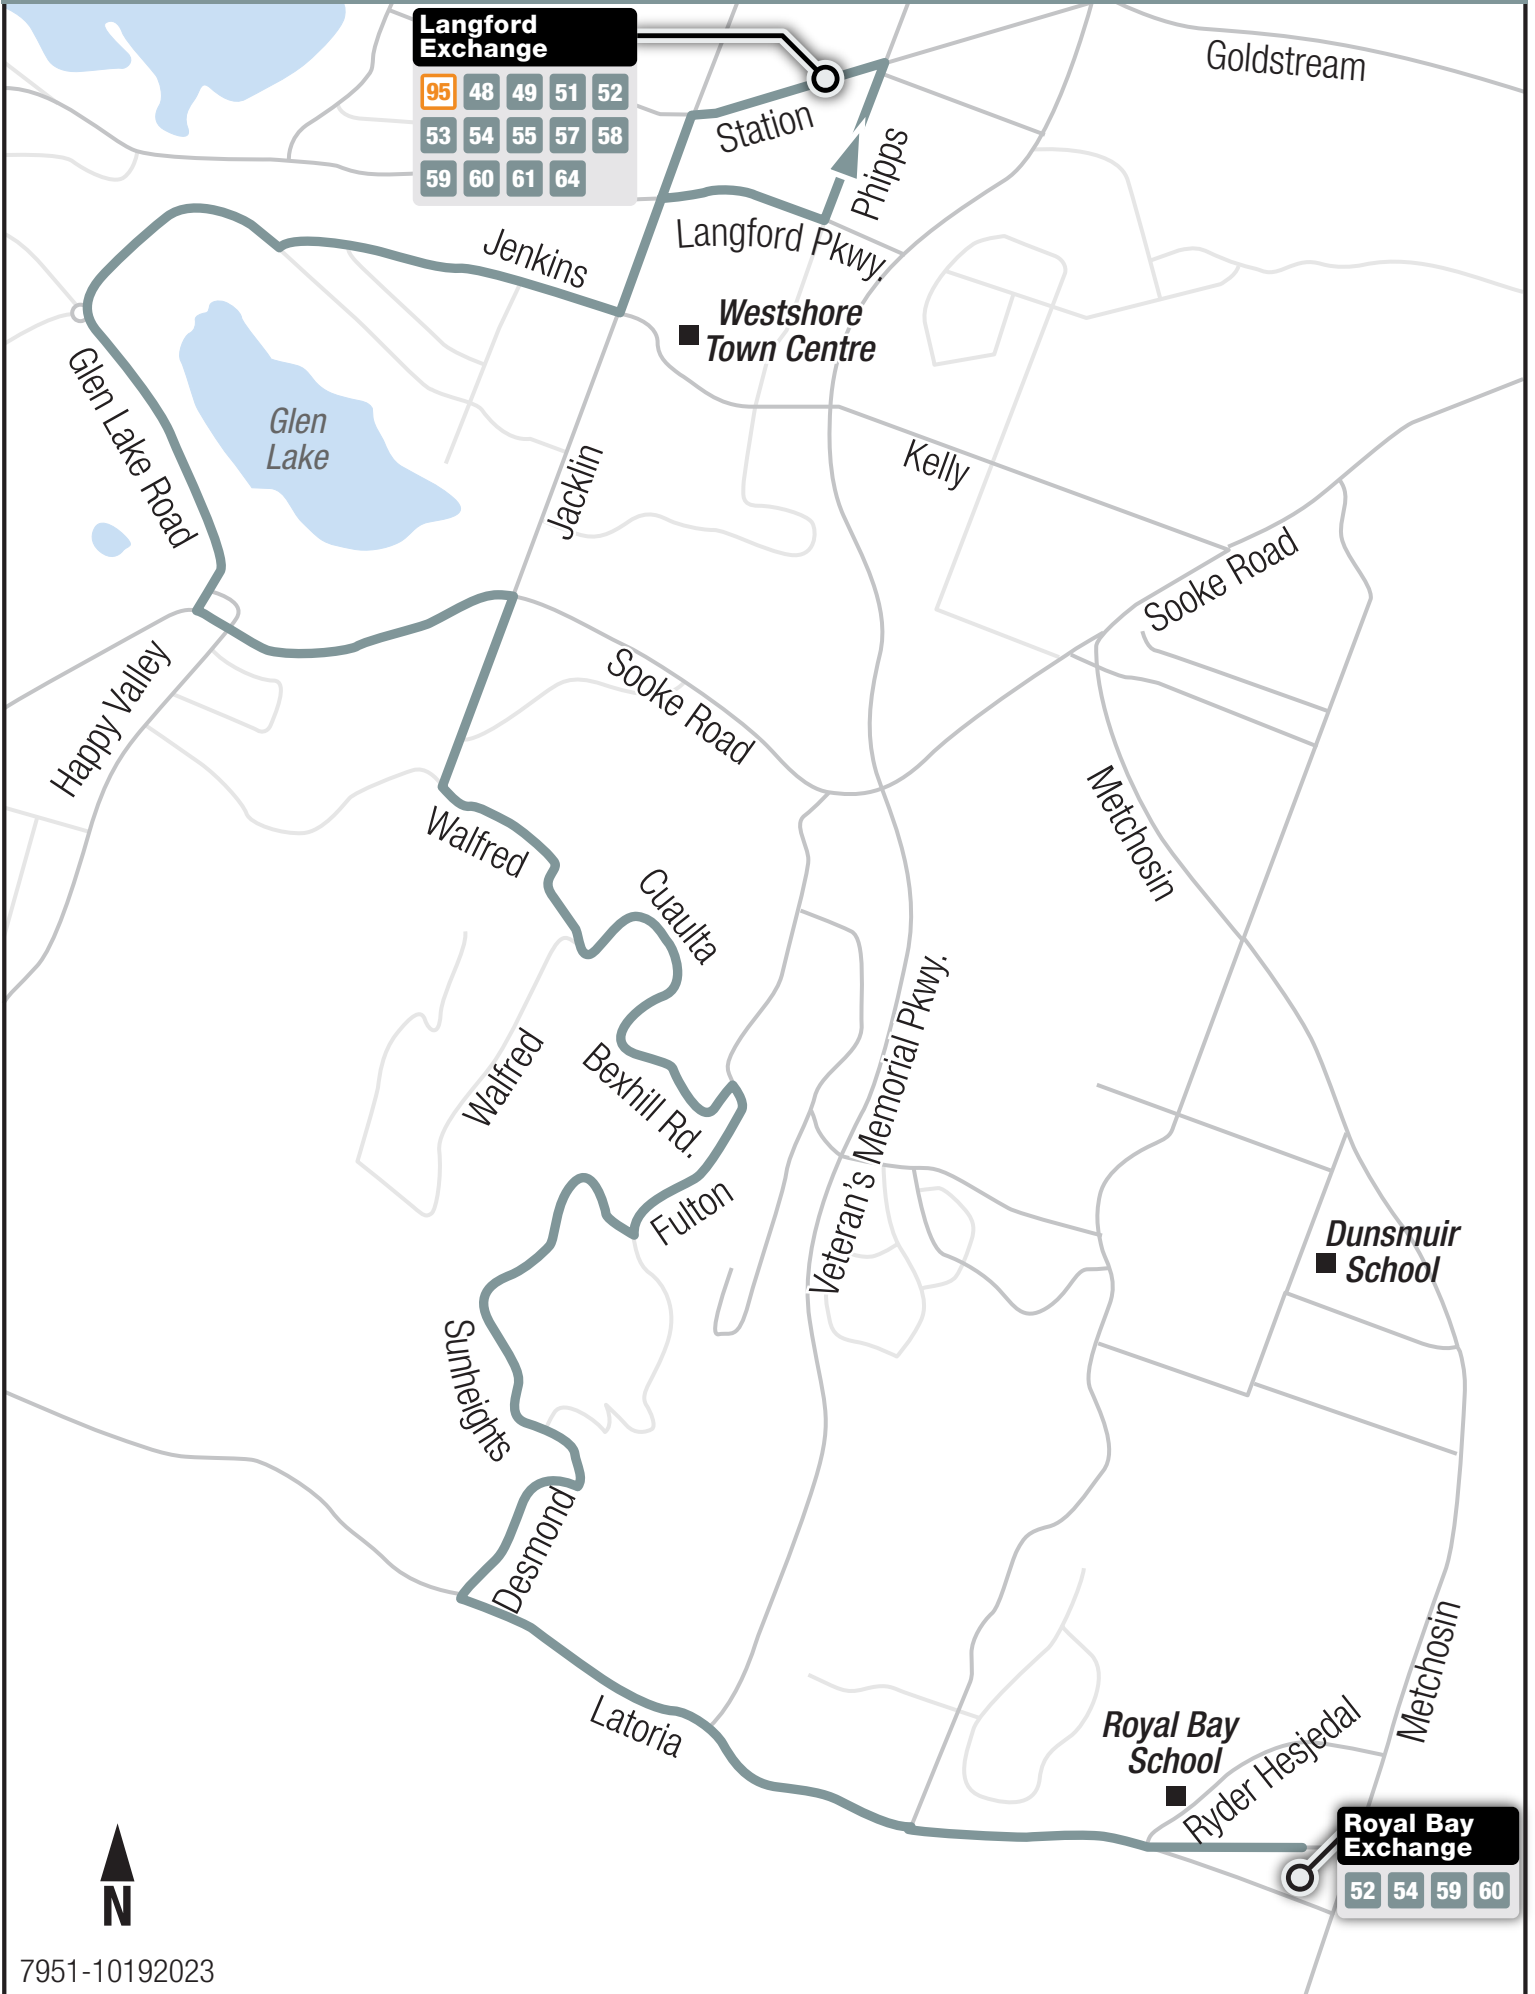 Langford
Exchange
95 48 49 51 52
53 54 55 57 58
59 60 61 64
Goldstream
Station
Phipps
Langford Pkwy.
Jenkins
Westshore
Town Centre
Glen Lake Road
Glen
Lake
Jacklin
Kelly
Sooke Road
Happy Valley
Sooke Road
Metchosin
Walfred
Cuaulta
Veteran's Memorial Pkwy.
Walfred
Bexhill Rd.
Fulton
Dunsmuir
School
Sunheights
Desmond
Latoria
Metchosin
Royal Bay
School
Ryder Hesjedal
Royal Bay
Exchange
52 54 59 60
N
7951-10192023